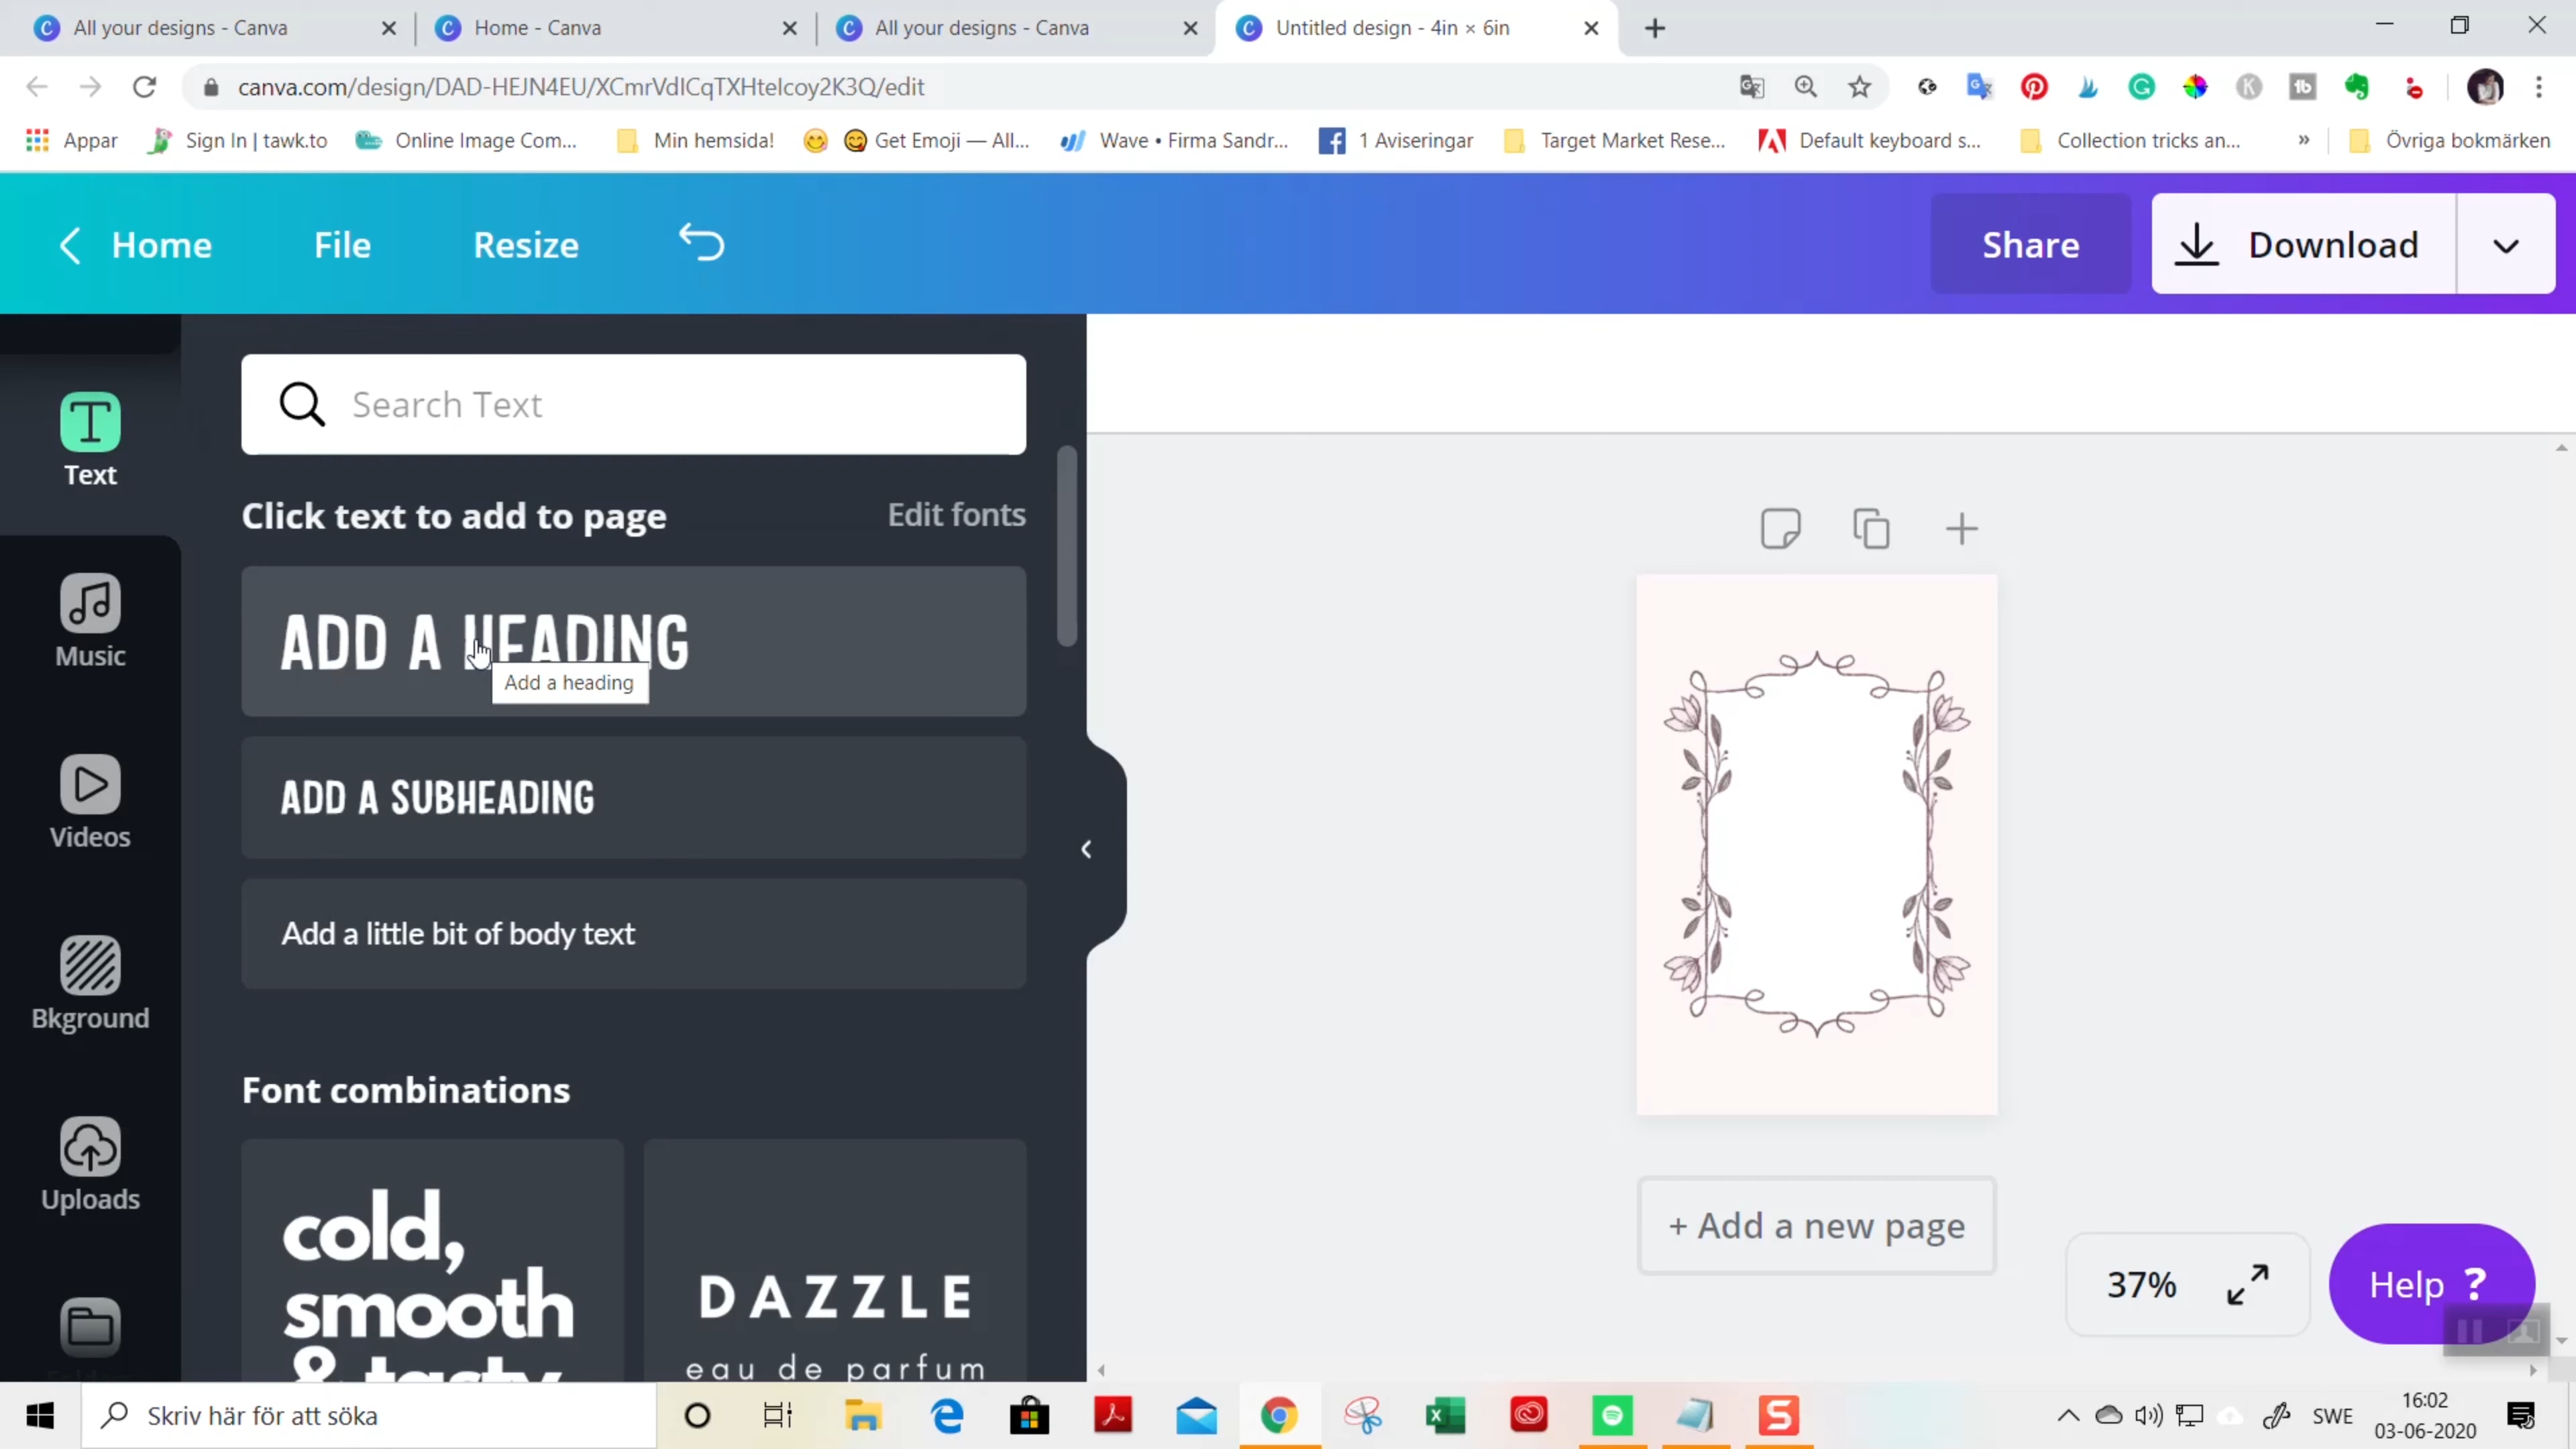 All your designs - Canva
Home - Canva
All your designs - Canva
Untitled design - 4in × 6in
canva.com/design/DAD-HEJN4EU/XCmrVdICqTXHtelcoy2K3Q/edit
Appar
Sign In | tawk.to
Online Image Com...
Min hemsida!
Get Emoji — All...
Wave • Firma Sandr...
1 Aviseringar
Target Market Rese...
Default keyboard s...
Collection tricks an...
»
Övriga bokmärken
Home
File
Resize
Share
Download
Text
Music
Videos
Bkground
Uploads
Search Text
Click text to add to page
Edit fonts
ADD A HEADING
Add a heading
ADD A SUBHEADING
Add a little bit of body text
Font combinations
cold,
smooth
& tasty
DAZZLE
eau de parfum
+ Add a new page
37%
Help ?
Skriv här för att söka
SWE
16:02
03-06-2020